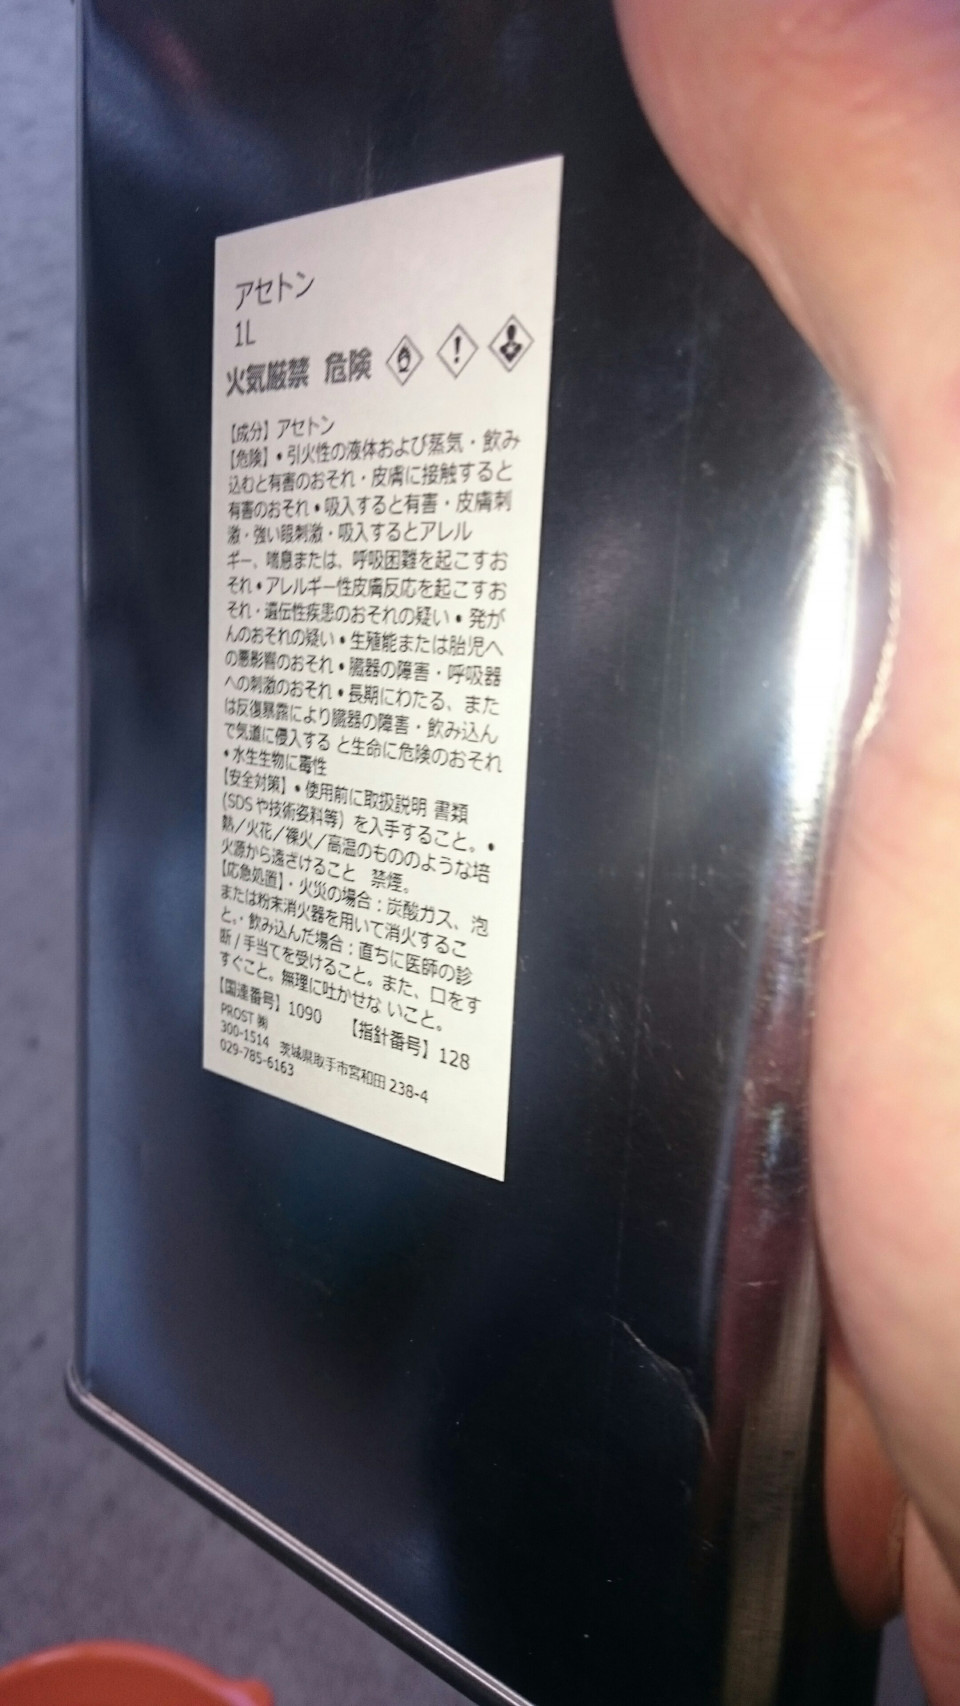 アセトン
1L
火気厳禁 危険
【成分】アセトン
【危険】•引火性の液体および蒸気・飲み
込むと有害のおそれ・皮膚に接触すると
有害のおそれ•吸入すると有害・皮膚刺
激・強い眼刺激・吸入するとアレル
ギー、喘息または、呼吸困難を起こすお
それ•アレルギー性皮膚反応を起こすお
それ・遺伝性疾患のおそれの疑い•発が
んのおそれの疑い•生殖能または胎児へ
の悪影響のおそれ•臓器の障害・呼吸器
への刺激のおそれ•長期にわたる、また
は反復暴露により臓器の障害・飲み込ん
で気道に侵入する と生命に危険のおそれ
•水生生物に毒性
【安全対策】•使用前に取扱説明 書類
(SDSや技術姿料等）を入手すること。•
熱／火花／裸火／高温のもののような培
火源から遠ざけること 禁煙。
【応急処置】・火災の場合：炭酸ガス、泡
または粉末消火器を用いて消火するこ
と。・飲み込んだ場合：直ちに医師の診
断/手当てを受けること。また、口をす
すぐこと。無理に吐かせな いこと。
【国連番号】1090 【指針番号】128
PROST ㈱
300-1514 茨城県取手市宮和田 238-4
029-785-6163